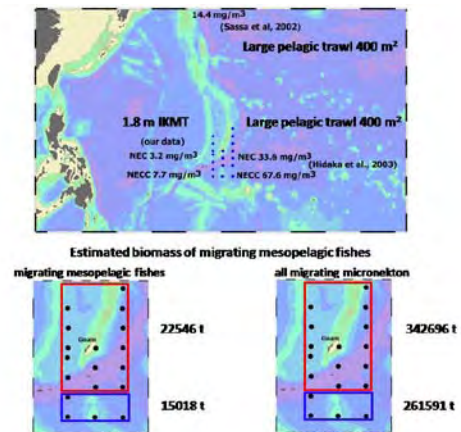 14.4 mg/m³
(Sassa et al, 2002)
Large pelagic trawl 400 m²
1.8 m IKMT
Large pelagic trawl 400 m²
(our data)
NEC 3.2 mg/m³
NEC 33.6 mg/m³
(Hidaka et al., 2003)
NECC 7.7 mg/m³
NECC 67.6 mg/m³
Estimated biomass of migrating mesopelagic fishes
migrating mesopelagic fishes
all migrating micronekton
Guam
22546 t
15018 t
Guam
342696 t
261591 t